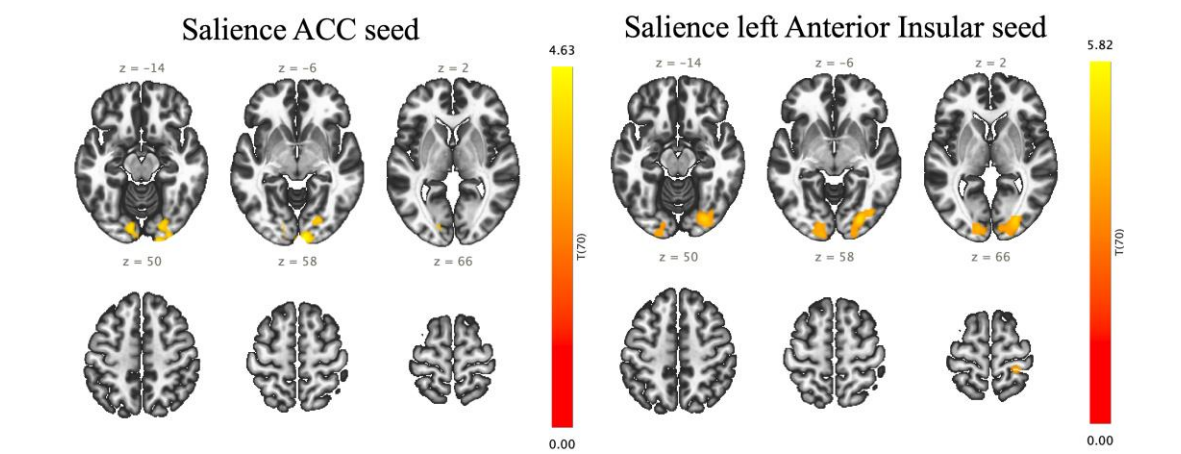 Salience ACC seed
z = -14
z = -6
z = 2
4.63
T(70)
z = 50
z = 58
z = 66
0.00
Salience left Anterior Insular seed
z = -14
z = -6
z = 2
5.82
T(70)
z = 50
z = 58
z = 66
0.00